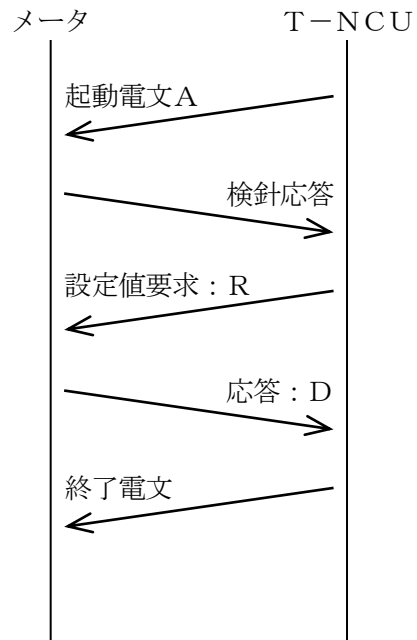 メータ
Ｔ－ＮＣＵ
起動電文Ａ
検針応答
設定値要求：Ｒ
応答：Ｄ
終了電文